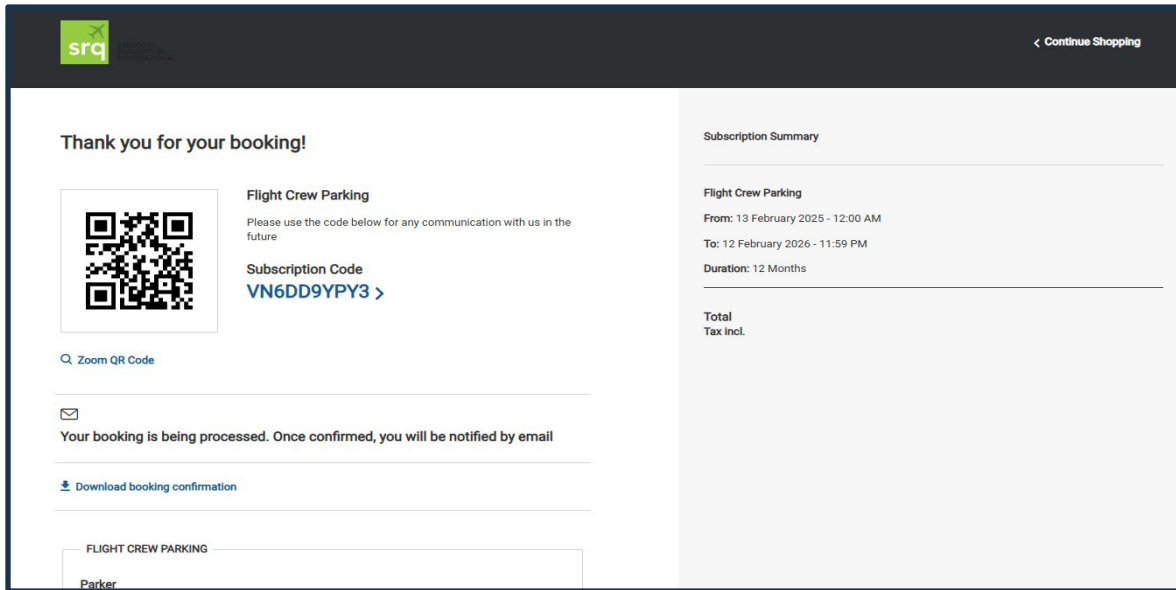 srq
SARASOTA
BRADENTON
INTERNATIONAL
Continue Shopping
Thank you for your booking!
Flight Crew Parking
Please use the code below for any communication with us in the
future
Subscription Code
VN6DD9YPY3
Zoom QR Code
Your booking is being processed. Once confirmed, you will be notified by email
Download booking confirmation
FLIGHT CREW PARKING
Parker
Subscription Summary
Flight Crew Parking
From: 13 February 2025 - 12:00 AM
To: 12 February 2026 - 11:59 PM
Duration: 12 Months
Total
Tax incl.